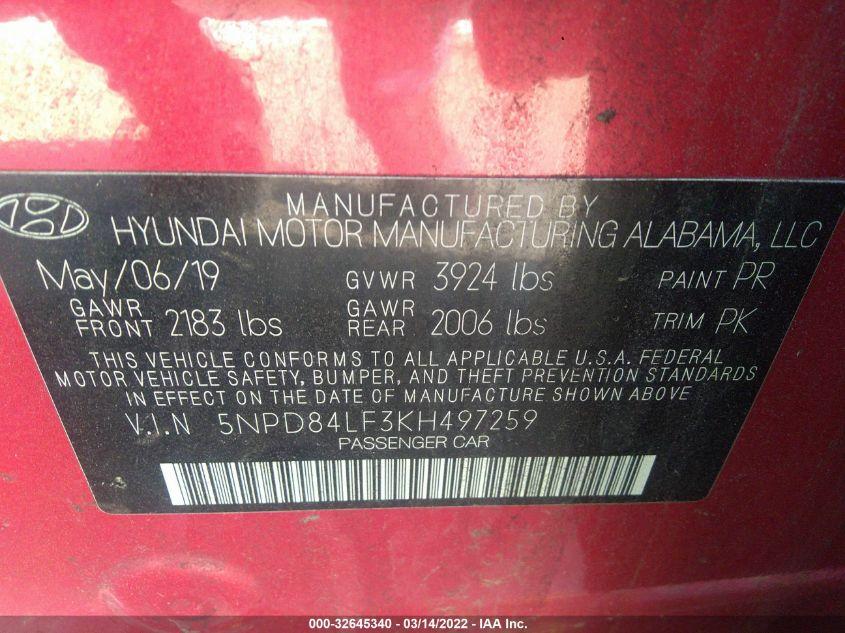 MANUFACTURED BY
HYUNDAI MOTOR MANUFACTURING ALABAMA, LLC
May/06/19 GVWR 3924 lbs PAINT PR
GAWR FRONT 2183 lbs GAWR REAR 2006 lbs TRIM PK
THIS VEHICLE CONFORMS TO ALL APPLICABLE U.S.A. FEDERAL
MOTOR VEHICLE SAFETY, BUMPER, AND THEFT PREVENTION STANDARDS
IN EFFECT ON THE DATE OF MANUFACTURE SHOWN ABOVE
V.I.N 5NPD84LF3KH497259
PASSENGER CAR
000-32645340 - 03/14/2022 - IAA Inc.